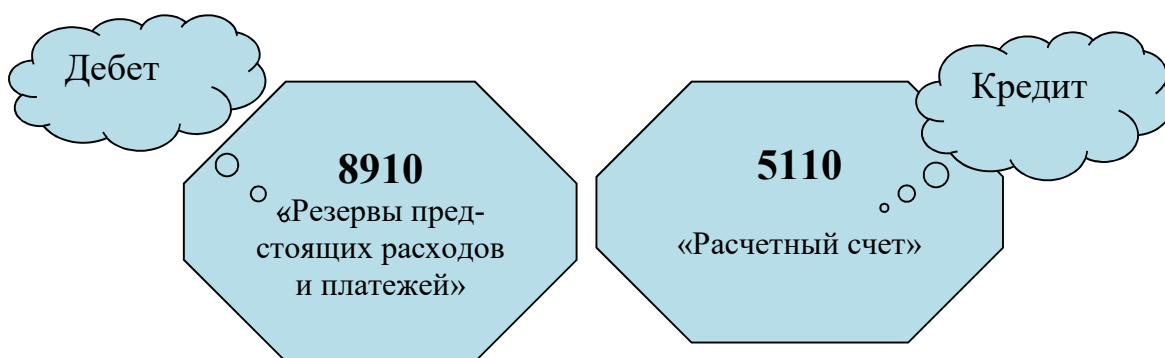 Дебет
Кредит
8910
«Резервы пред-
стоящих расходов
и платежей»
5110
«Расчетный счет»